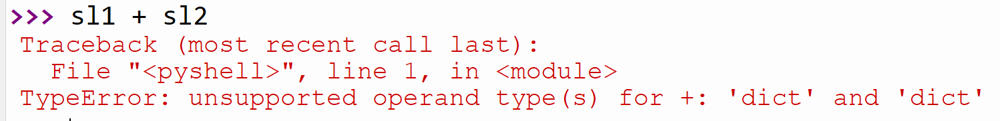 >>> sl1 + sl2
Traceback (most recent call last):
  File "<pyshell>", line 1, in <module>
TypeError: unsupported operand type(s) for +: 'dict' and 'dict'